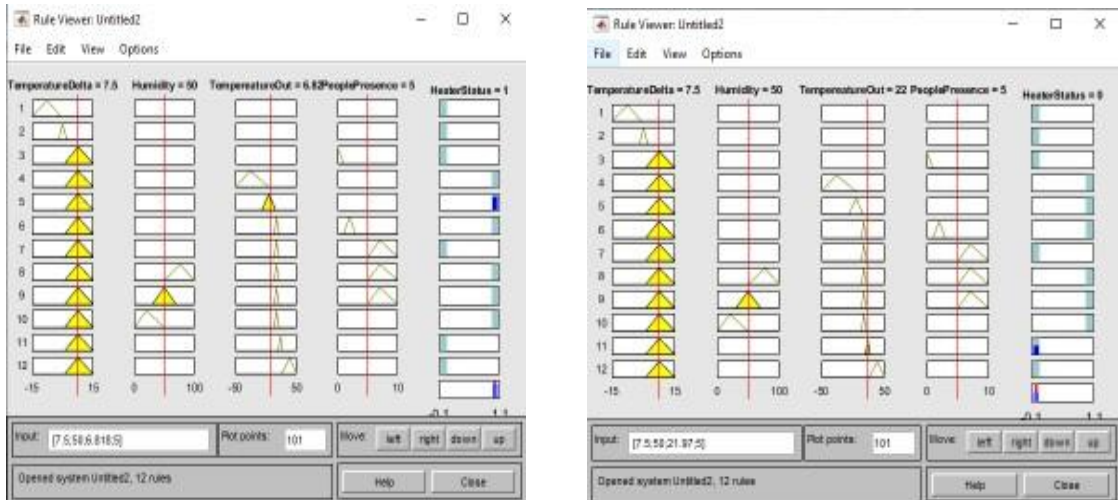 Rule Viewer: Untitled2
File Edit View Options
TemperatureDelta = 7.5 Humidity = 50 TempereatureOut = 6.82 PeoplePresence = 5 HeaterStatus = 1
1
2
3
4
5
6
7
8
9
10
11
12
-15 15 0 100 -50 50 0 10
-0.1 1.1
Input: [7.5;50;6.818;5] Plot points: 101 Move: left right down up
Opened system Untitled2, 12 rules Help Close
Rule Viewer: Untitled2
File Edit View Options
TemperatureDelta = 7.5 Humidity = 50 TempereatureOut = 22 PeoplePresence = 5 HeaterStatus = 0
1
2
3
4
5
6
7
8
9
10
11
12
-15 15 0 100 -50 50 0 10
-0.1 1.1
Input: [7.5;50;21.97;5] Plot points: 101 Move: left right down up
Opened system Untitled2, 12 rules Help Close